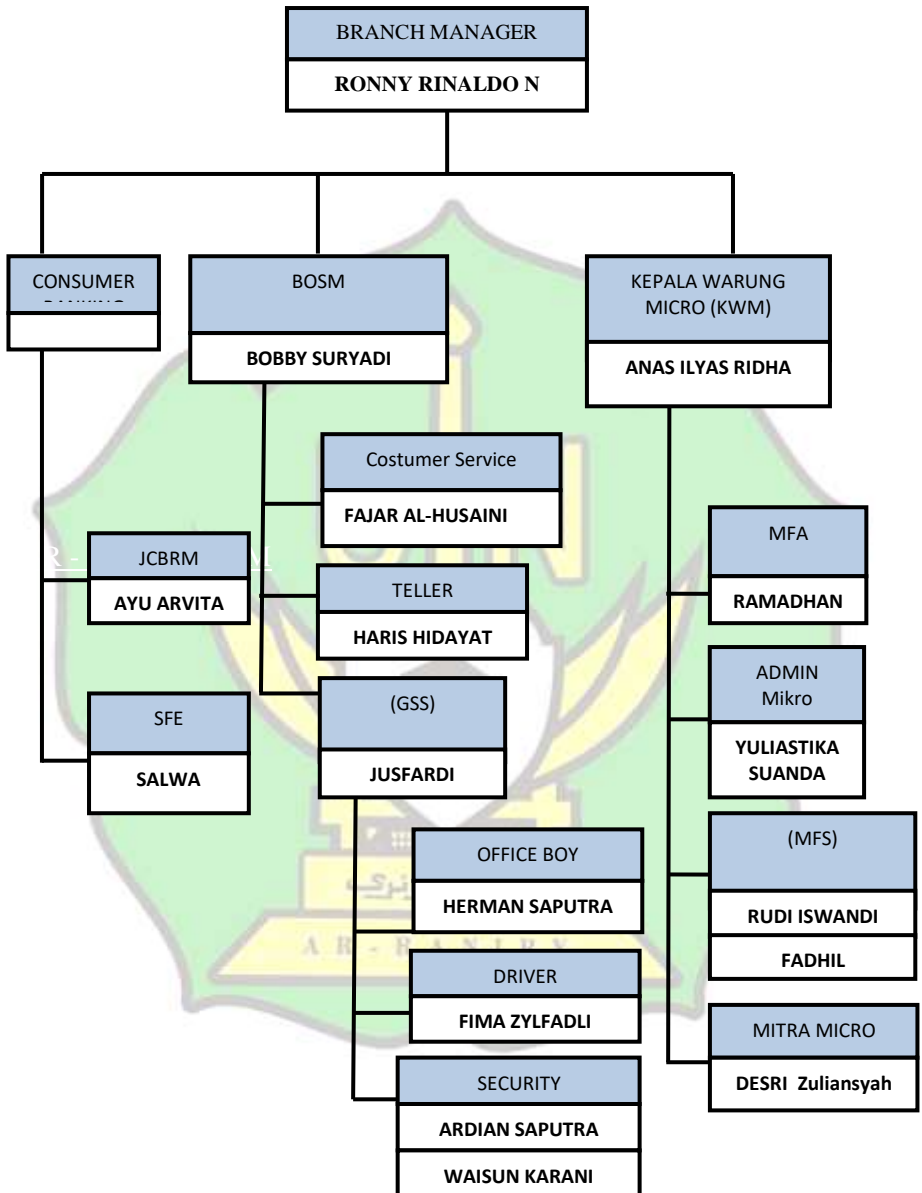 BRANCH MANAGER
RONNY RINALDO N
CONSUMER
BOSM
BOBBY SURYADI
KEPALA WARUNG
MICRO (KWM)
ANAS ILYAS RIDHA
Costumer Service
FAJAR AL-HUSAINI
JCBRM
AYU ARVITA
TELLER
HARIS HIDAYAT
SFE
SALWA
(GSS)
JUSFARDI
OFFICE BOY
HERMAN SAPUTRA
DRIVER
FIMA ZYLFADLI
SECURITY
ARDIAN SAPUTRA
WAISUN KARANI
MFA
RAMADHAN
ADMIN
Mikro
YULIASTIKA
SUANDA
(MFS)
RUDI ISWANDI
FADHIL
MITRA MICRO
DESRI Zuliansyah
AR-RANIRY